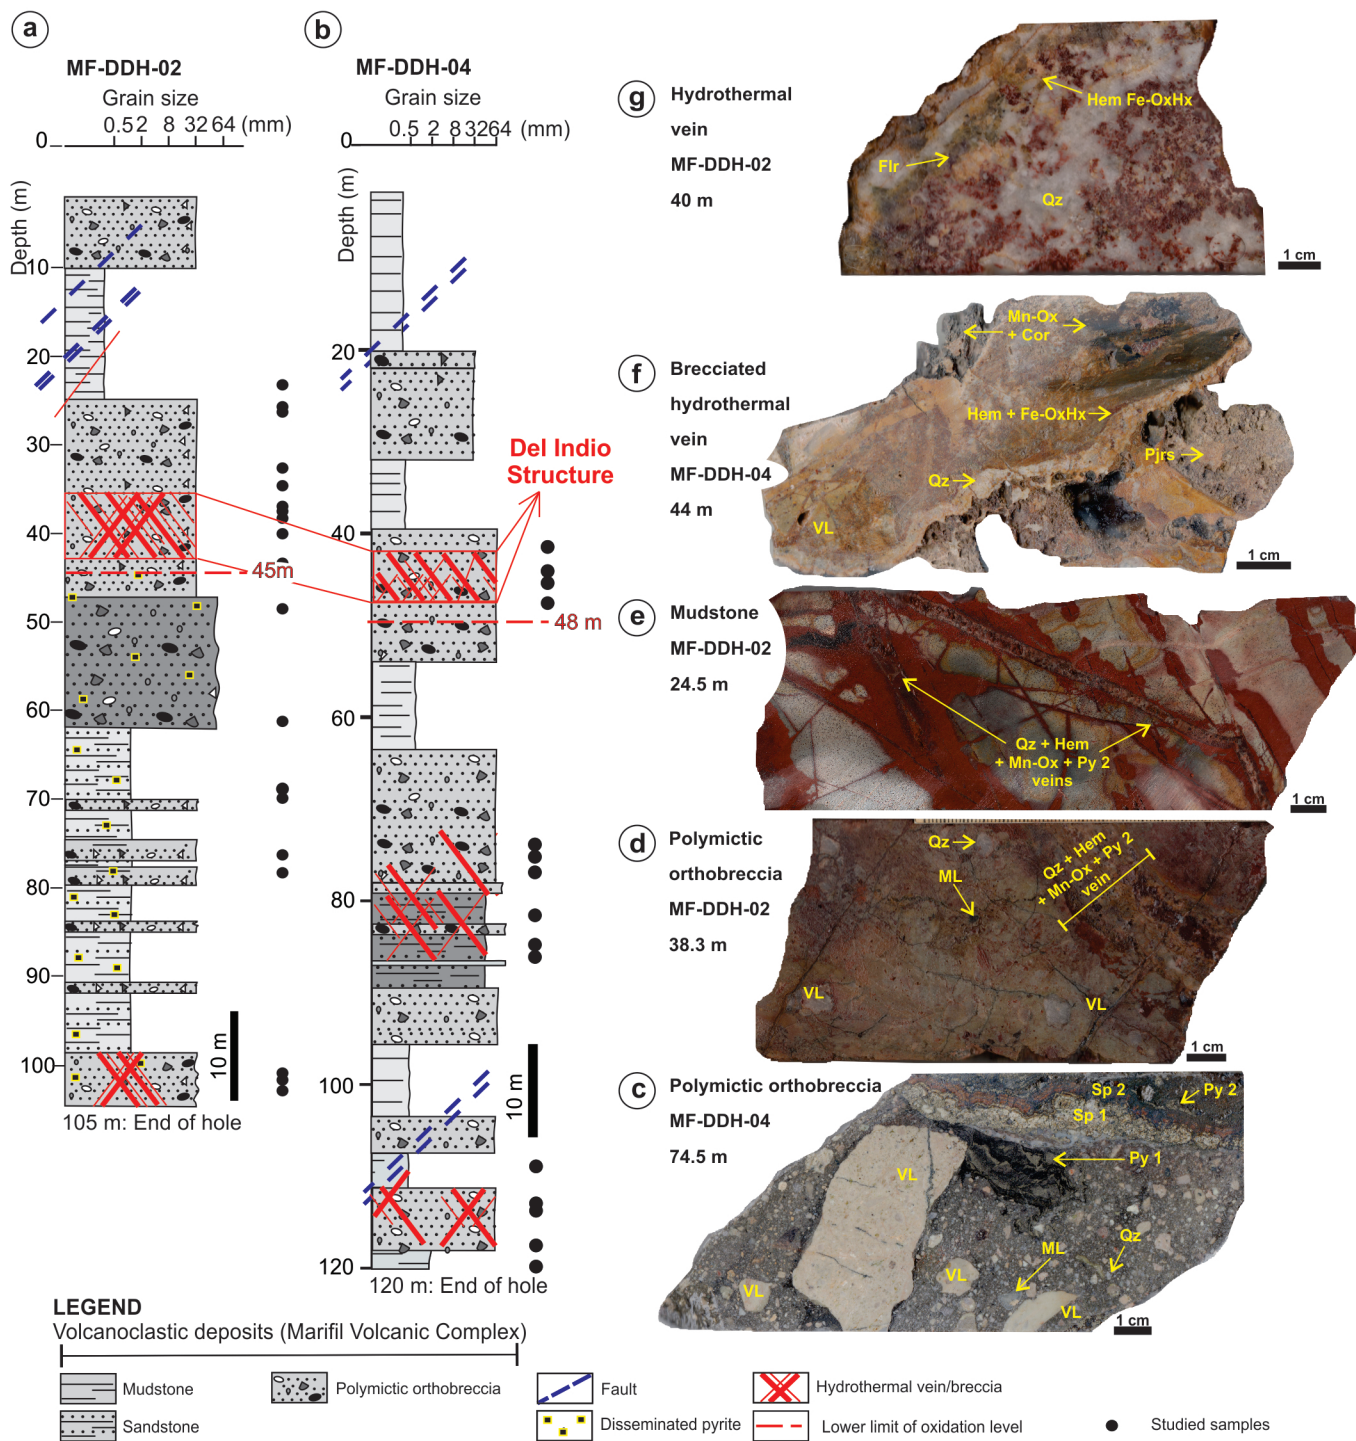 a
MF-DDH-02
Grain size
0.5 2 8 32 64 (mm)
Depth (m)
0
10
20
30
40
50
60
70
80
90
100
45m
10 m
105 m: End of hole
b
MF-DDH-04
Grain size
0.5 2 8 32 64 (mm)
Depth (m)
0
20
40
60
80
100
120
Del Indio
Structure
48 m
10 m
120 m: End of hole
g
Hydrothermal
vein
MF-DDH-02
40 m
Hem Fe-OxHx
Flr
Qz
1 cm
f
Brecciated
hydrothermal
vein
MF-DDH-04
44 m
Mn-Ox
+ Cor
Hem + Fe-OxHx
Pjrs
Qz
VL
1 cm
e
Mudstone
MF-DDH-02
24.5 m
Qz + Hem
+ Mn-Ox + Py 2
veins
1 cm
d
Polymictic
orthobreccia
MF-DDH-02
38.3 m
Qz
ML
Qz + Hem
+ Mn-Ox + Py 2
vein
VL
VL
1 cm
c
Polymictic orthobreccia
MF-DDH-04
74.5 m
Sp 2
Py 2
Sp 1
Py 1
VL
ML
Qz
VL
VL
VL
1 cm
LEGEND
Volcanoclastic deposits (Marifil Volcanic Complex)
Mudstone
Polymictic orthobreccia
Fault
Hydrothermal vein/breccia
Sandstone
Disseminated pyrite
Lower limit of oxidation level
Studied samples